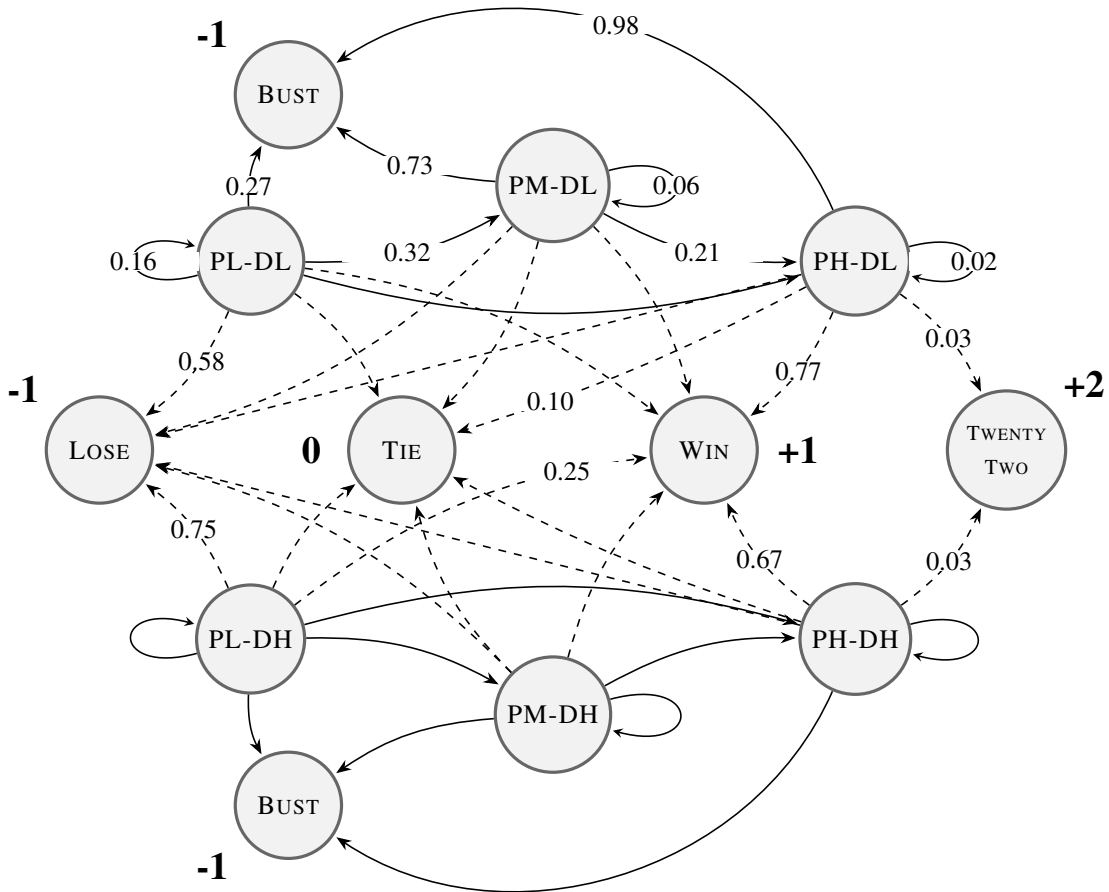 0.98
-1
BUST
0.73
PM-DL
0.06
0.27
PL-DL
0.16
0.32
0.21
PH-DL
0.02
0.58
0.03
0.77
-1
+2
0.10
LOSE
0
TIE
WIN
+1
TWENTY
TWO
0.25
0.75
0.67
0.03
PL-DH
PH-DH
PM-DH
BUST
-1